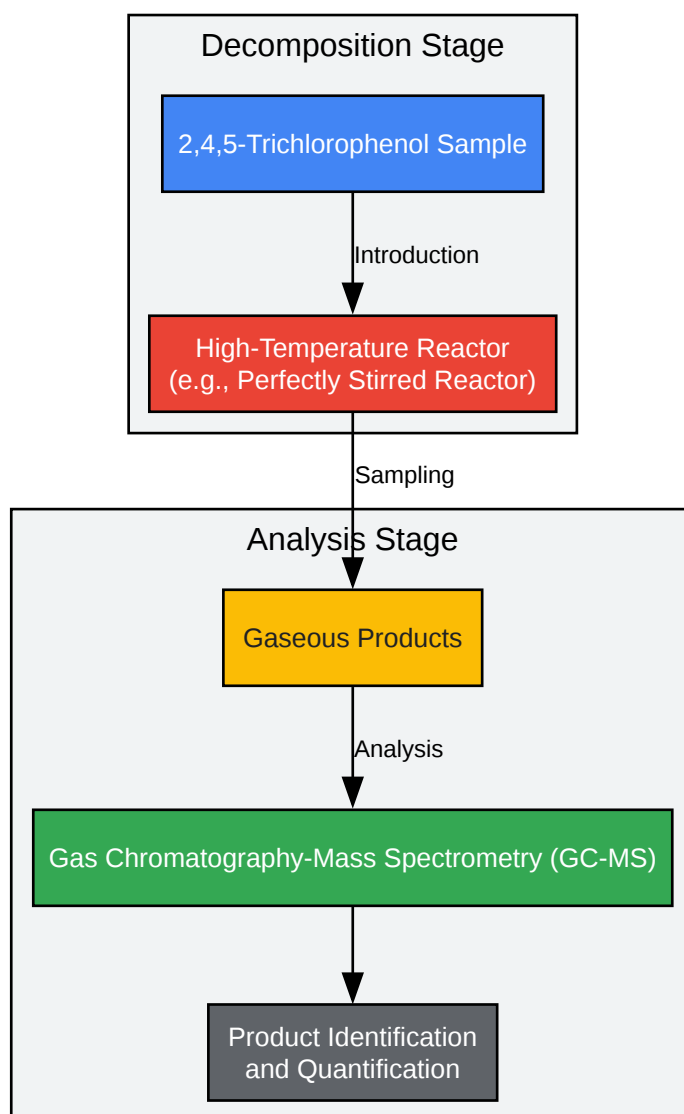 Decomposition Stage
2,4,5-Trichlorophenol Sample
Introduction
High-Temperature Reactor
(e.g., Perfectly Stirred Reactor)
Sampling
Analysis Stage
Gaseous Products
Analysis
Gas Chromatography-Mass Spectrometry (GC-MS)
Product Identification
and Quantification